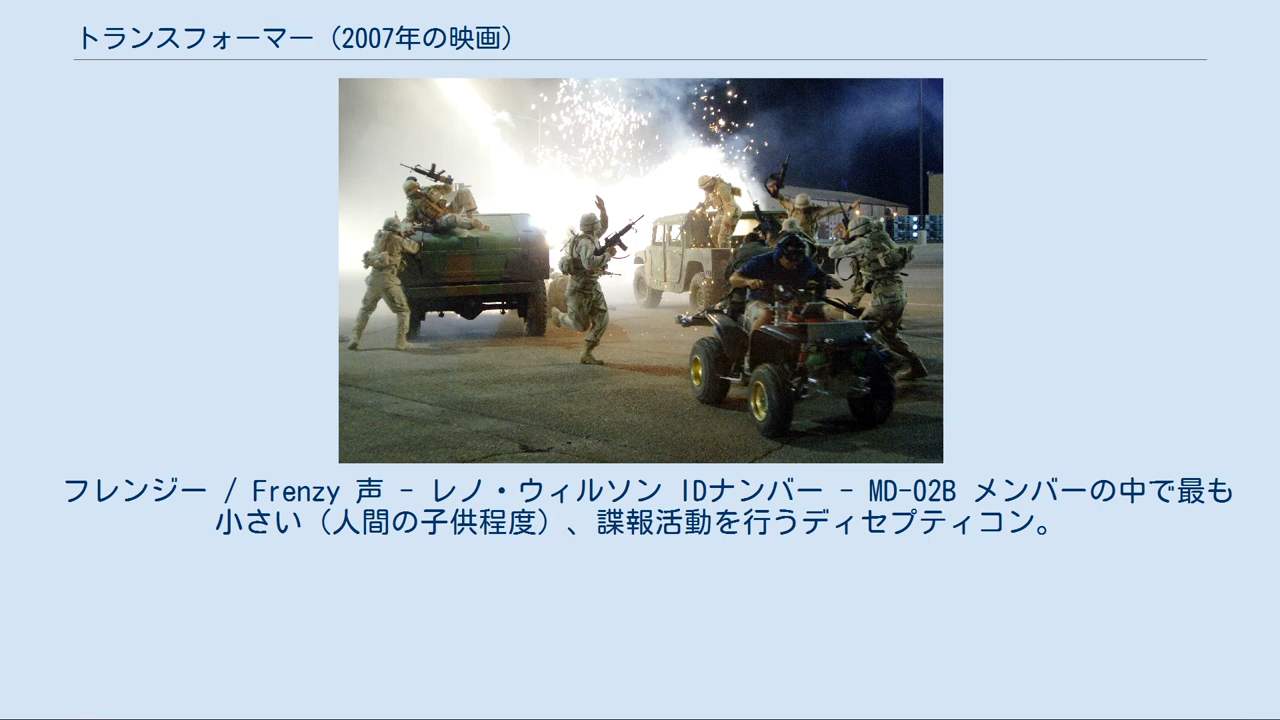 トランスフォーマー（2007年の映画）
フレンジー / Frenzy 声 - レノ・ウィルソン IDナンバー - MD-02B メンバーの中で最も
小さい（人間の子供程度）、諜報活動を行うディセプティコン。